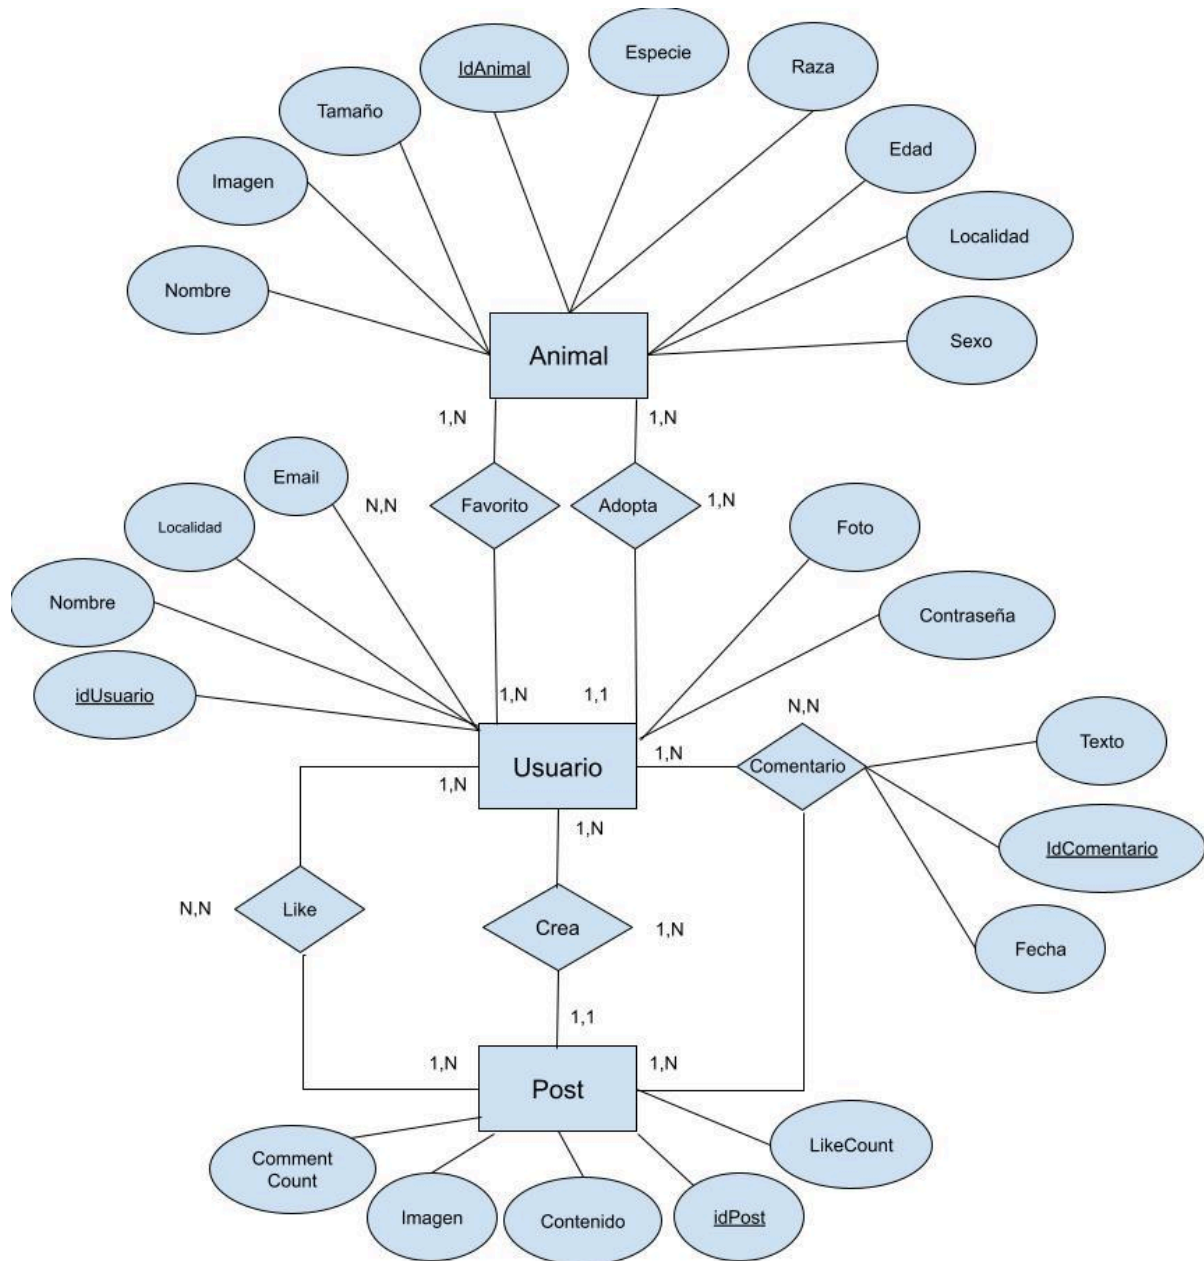 IdAnimal
Especie
Raza
Tamaño
Edad
Imagen
Localidad
Nombre
Sexo
Animal
1,N
1,N
Email
N,N
Favorito
Adopta
1,N
Foto
Localidad
Nombre
Contraseña
idUsuario
1,N
1,1
N,N
Texto
Usuario
1,N
Comentario
1,N
1,N
IdComentario
N,N
Like
Crea
1,N
Fecha
1,1
1,N
1,N
Post
LikeCount
Comment
Count
Imagen
Contenido
idPost